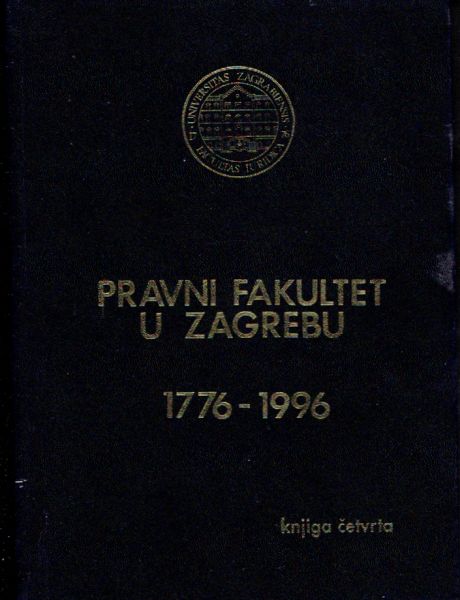 UNIVERSITAS ZAGRABIENSIS
FACULTAS IURIDICA
PRAVNI FAKULTET
U ZAGREBU
1776-1996
knjiga četvrta